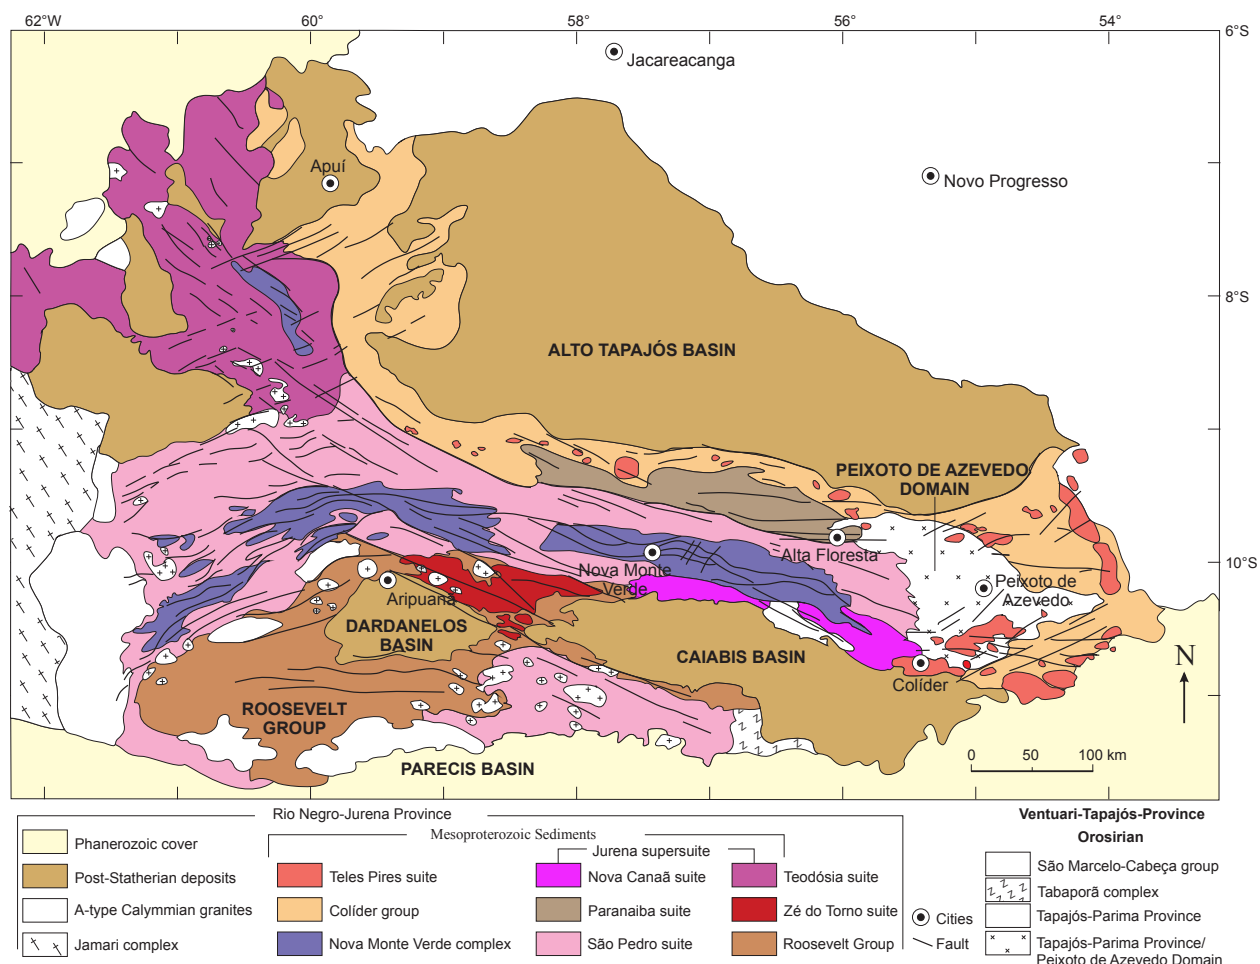 62°W 60° 58° 56° 54°
6°S
Jacareacanga
Apuí
Novo Progresso
8°S
ALTO TAPAJÓS BASIN
PEIXOTO DE AZEVEDO
DOMAIN
Alta Floresta
10°S
Nova Monte
Verde
Peixoto de
Azevedo
Aripuanã
DARDANELOS
BASIN
CAIABIS BASIN
Colíder
N
ROOSEVELT
GROUP
PARECIS BASIN
0 50 100 km
Rio Negro-Jurena Province
Mesoproterozoic Sediments
Jurena supersuite
Phanerozoic cover
Post-Statherian deposits
A-type Calymmian granites
Jamari complex
Teles Pires suite
Colíder group
Nova Monte Verde complex
Nova Canaã suite
Paranaiba suite
São Pedro suite
Teodósia suite
Zé do Torno suite
Roosevelt Group
Cities
Fault
Ventuari-Tapajós-Province
Orosirian
São Marcelo-Cabeça group
Tabaporã complex
Tapajós-Parima Province
Tapajós-Parima Province/
Peixoto de Azevedo Domain